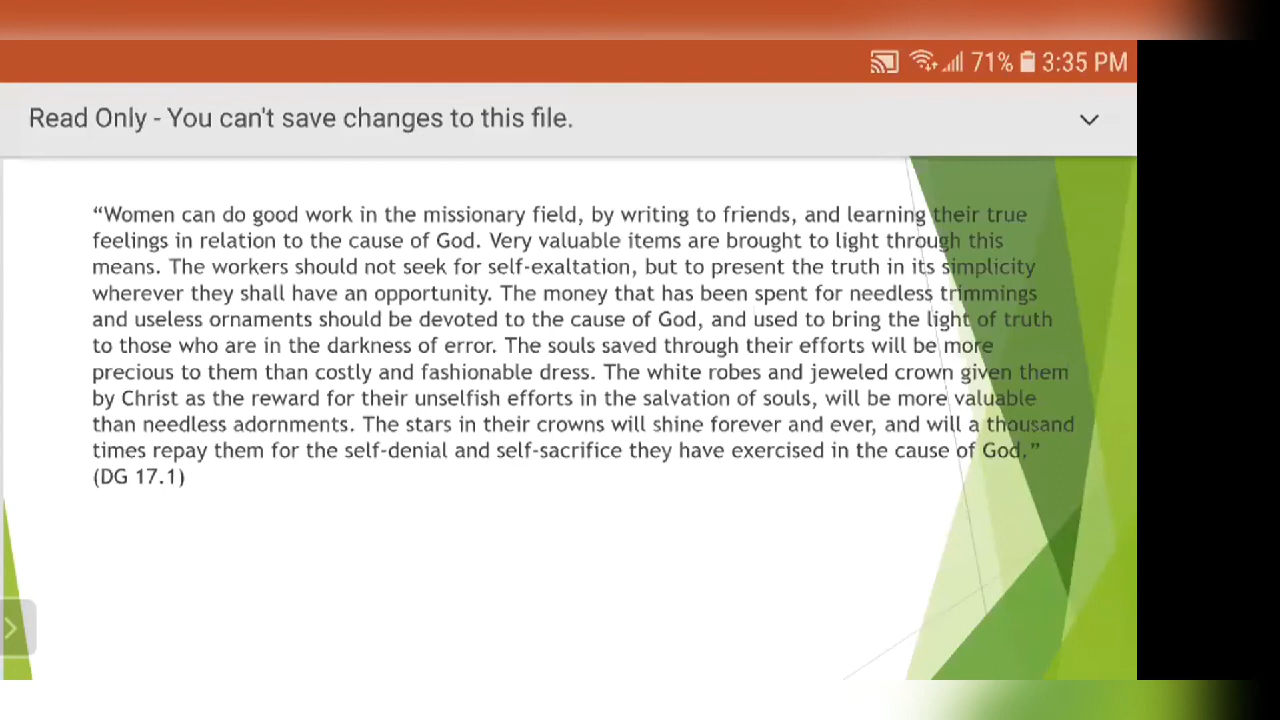 71% 3:35 PM
Read Only - You can't save changes to this file.
“Women can do good work in the missionary field, by writing to friends, and learning their true
feelings in relation to the cause of God. Very valuable items are brought to light through this
means. The workers should not seek for self-exaltation, but to present the truth in its simplicity
wherever they shall have an opportunity. The money that has been spent for needless trimmings
and useless ornaments should be devoted to the cause of God, and used to bring the light of truth
to those who are in the darkness of error. The souls saved through their efforts will be more
precious to them than costly and fashionable dress. The white robes and jeweled crown given them
by Christ as the reward for their unselfish efforts in the salvation of souls, will be more valuable
than needless adornments. The stars in their crowns will shine forever and ever, and will a thousand
times repay them for the self-denial and self-sacrifice they have exercised in the cause of God.”
(DG 17.1)